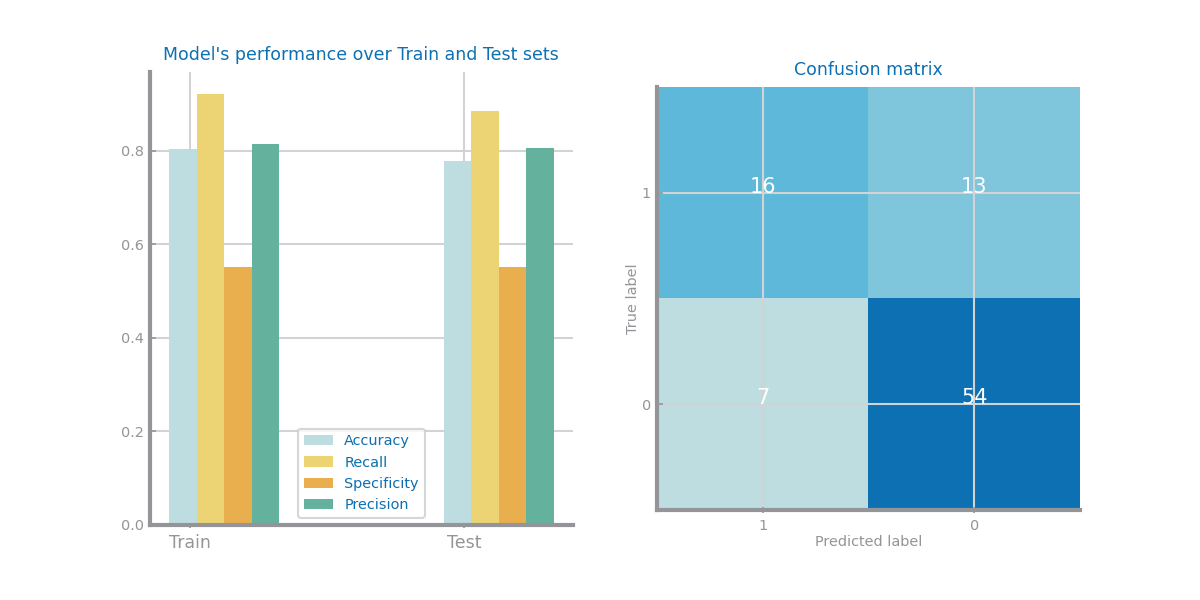 Model's performance over Train and Test sets
0.8
0.6
0.4
0.2
0.0
Train
Test
Accuracy
Recall
Specificity
Precision
Confusion matrix
True label
1
0
16
13
7
54
1
0
Predicted label